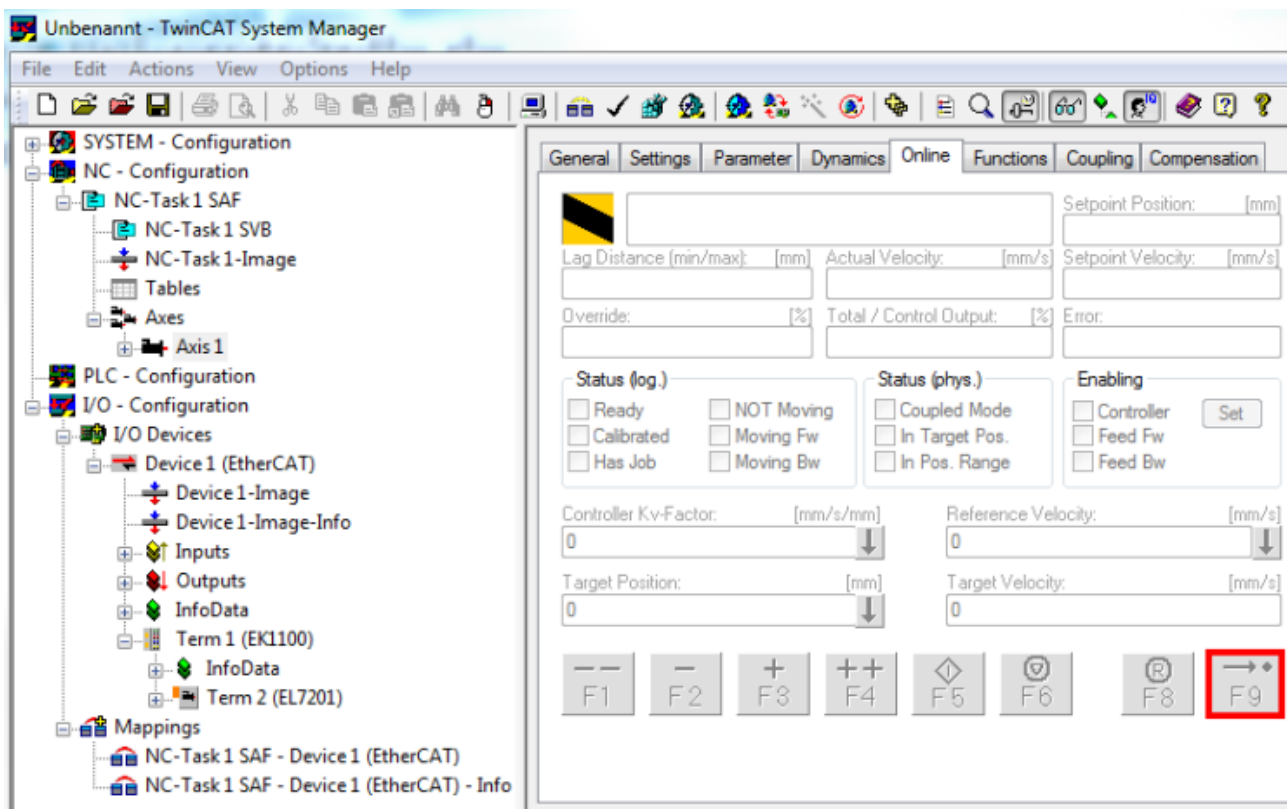 Unbenannt - TwinCAT System Manager
File Edit Actions View Options Help
SYSTEM - Configuration
NC - Configuration
NC-Task 1 SAF
NC-Task 1 SVB
NC-Task 1-Image
Tables
Axes
Axis 1
PLC - Configuration
I/O - Configuration
I/O Devices
Device 1 (EtherCAT)
Device 1-Image
Device 1-Image-Info
Inputs
Outputs
InfoData
Term 1 (EK1100)
InfoData
Term 2 (EL7201)
Mappings
NC-Task 1 SAF - Device 1 (EtherCAT)
NC-Task 1 SAF - Device 1 (EtherCAT) - Info
General Settings Parameter Dynamics Online Functions Coupling Compensation
Setpoint Position: [mm]
Lag Distance (min/max): [mm] Actual Velocity: [mm/s] Setpoint Velocity: [mm/s]
Override: [%] Total / Control Output: [%] Error:
Status (log.) Status (phys.) Enabling
Ready NOT Moving Coupled Mode Controller Set
Calibrated Moving Fw In Target Pos. Feed Fw
Has Job Moving Bw In Pos. Range Feed Bw
Controller Kv-Factor: [mm/s/mm] Reference Velocity: [mm/s]
0 0
Target Position: [mm] Target Velocity: [mm/s]
0 0
-- - + ++ R
F1 F2 F3 F4 F5 F6 F8 F9